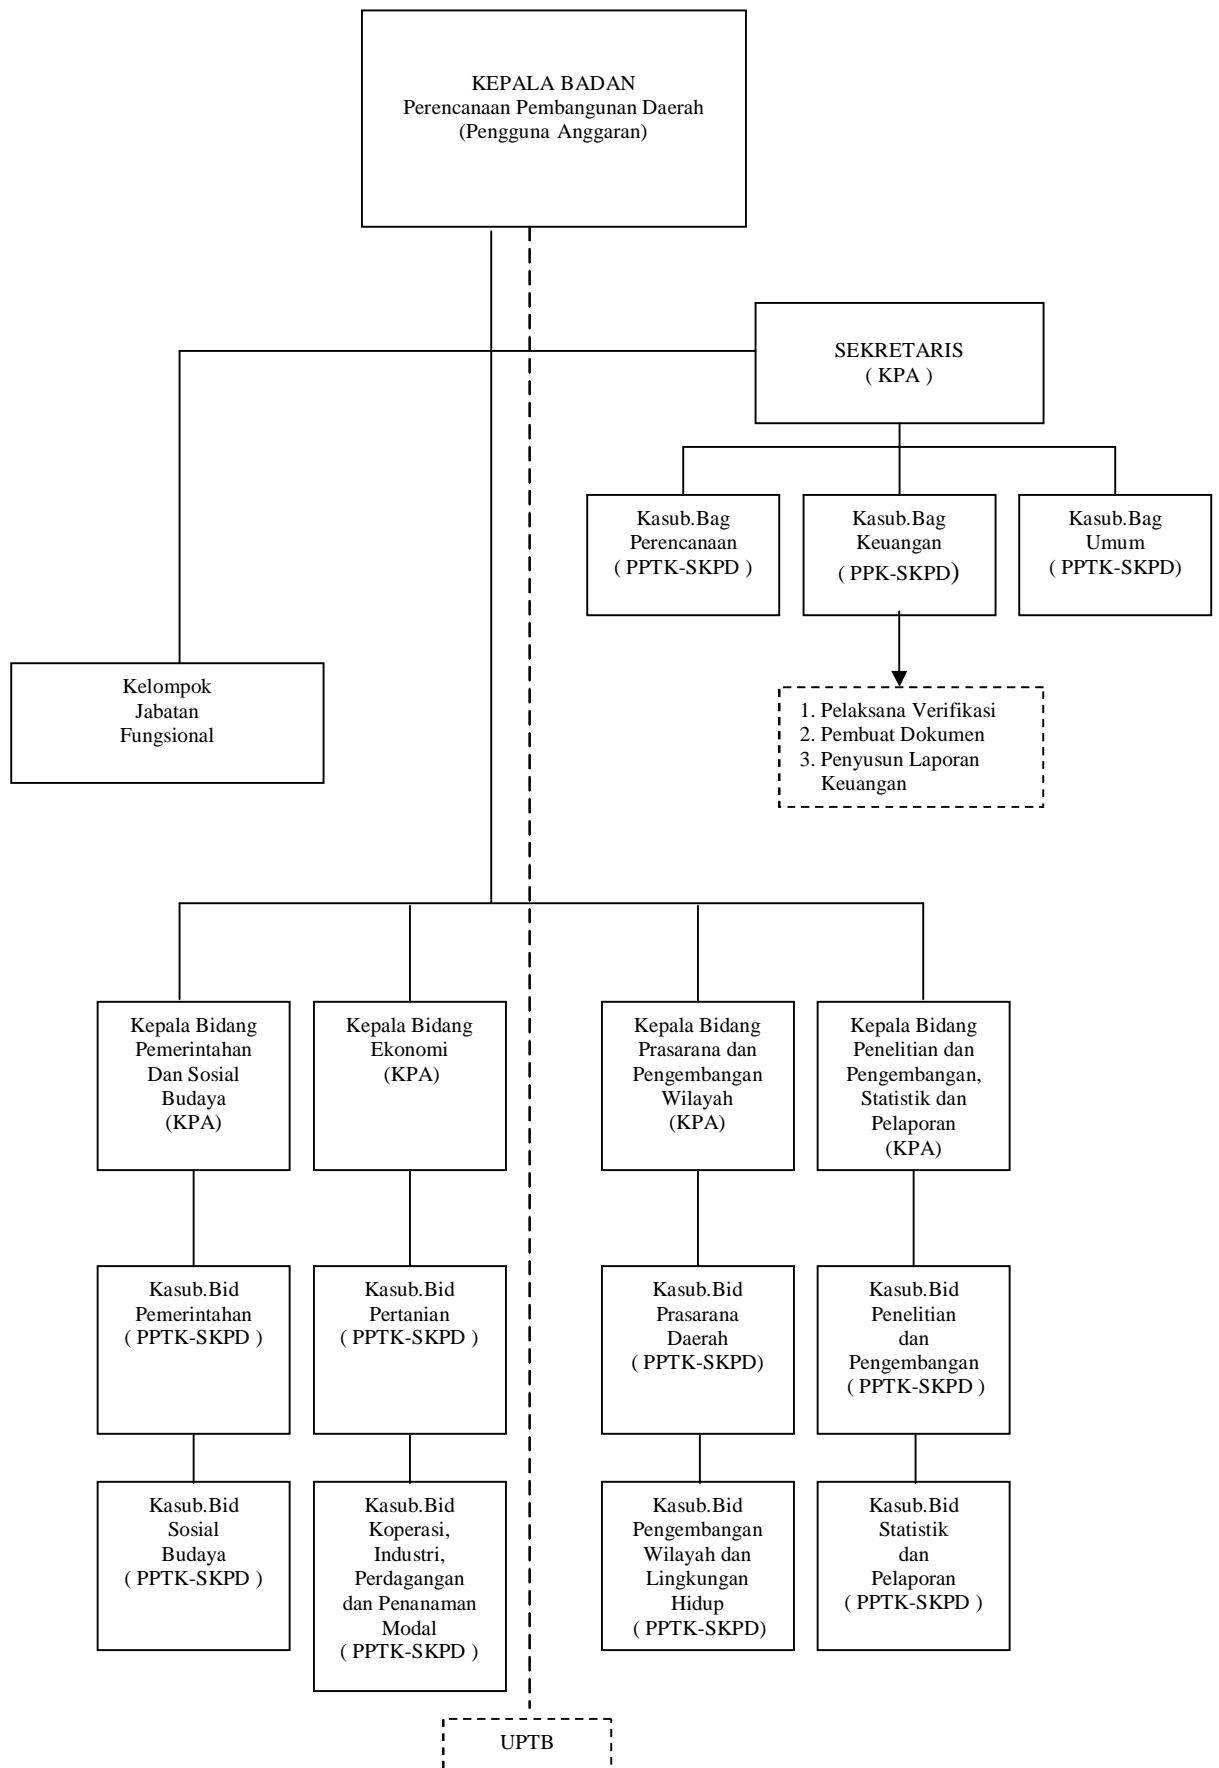 KEPALA BADAN
Perencanaan Pembangunan Daerah
(Pengguna Anggaran)
SEKRETARIS
( KPA )
Kasub.Bag
Perencanaan
( PPTK-SKPD )
Kasub.Bag
Keuangan
( PPK-SKPD)
Kasub.Bag
Umum
( PPTK-SKPD)
Kelompok
Jabatan
Fungsional
1. Pelaksana Verifikasi
2. Pembuat Dokumen
3. Penyusun Laporan
Keuangan
Kepala Bidang
Pemerintahan
Dan Sosial
Budaya
(KPA)
Kepala Bidang
Ekonomi
(KPA)
Kepala Bidang
Prasarana dan
Pengembangan
Wilayah
(KPA)
Kepala Bidang
Penelitian dan
Pengembangan,
Statistik dan
Pelaporan
(KPA)
Kasub.Bid
Pemerintahan
( PPTK-SKPD )
Kasub.Bid
Pertanian
( PPTK-SKPD )
Kasub.Bid
Prasarana
Daerah
( PPTK-SKPD)
Kasub.Bid
Penelitian
dan
Pengembangan
( PPTK-SKPD )
Kasub.Bid
Sosial
Budaya
( PPTK-SKPD )
Kasub.Bid
Koperasi,
Industri,
Perdagangan
dan Penanaman
Modal
( PPTK-SKPD )
Kasub.Bid
Pengembangan
Wilayah dan
Lingkungan
Hidup
( PPTK-SKPD)
Kasub.Bid
Statistik
dan
Pelaporan
( PPTK-SKPD )
UPTB